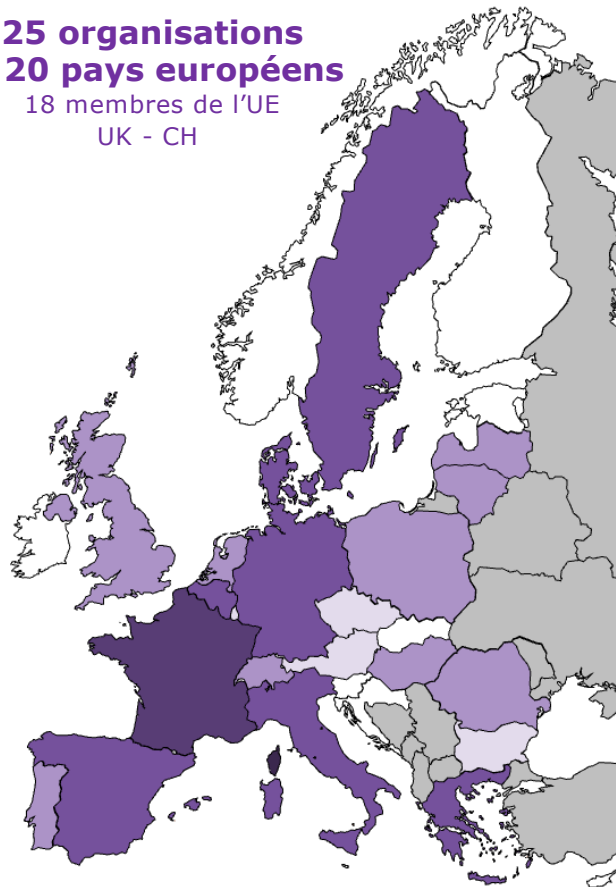 25 organisations
20 pays européens
18 membres de l’UE
UK - CH